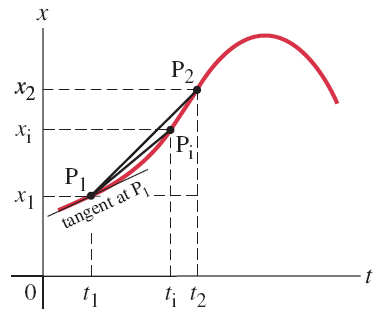 x
P₂
x₂
xᵢ
Pᵢ
P₁
x₁
tangent at P₁
t
0
t₁
tᵢ
t₂